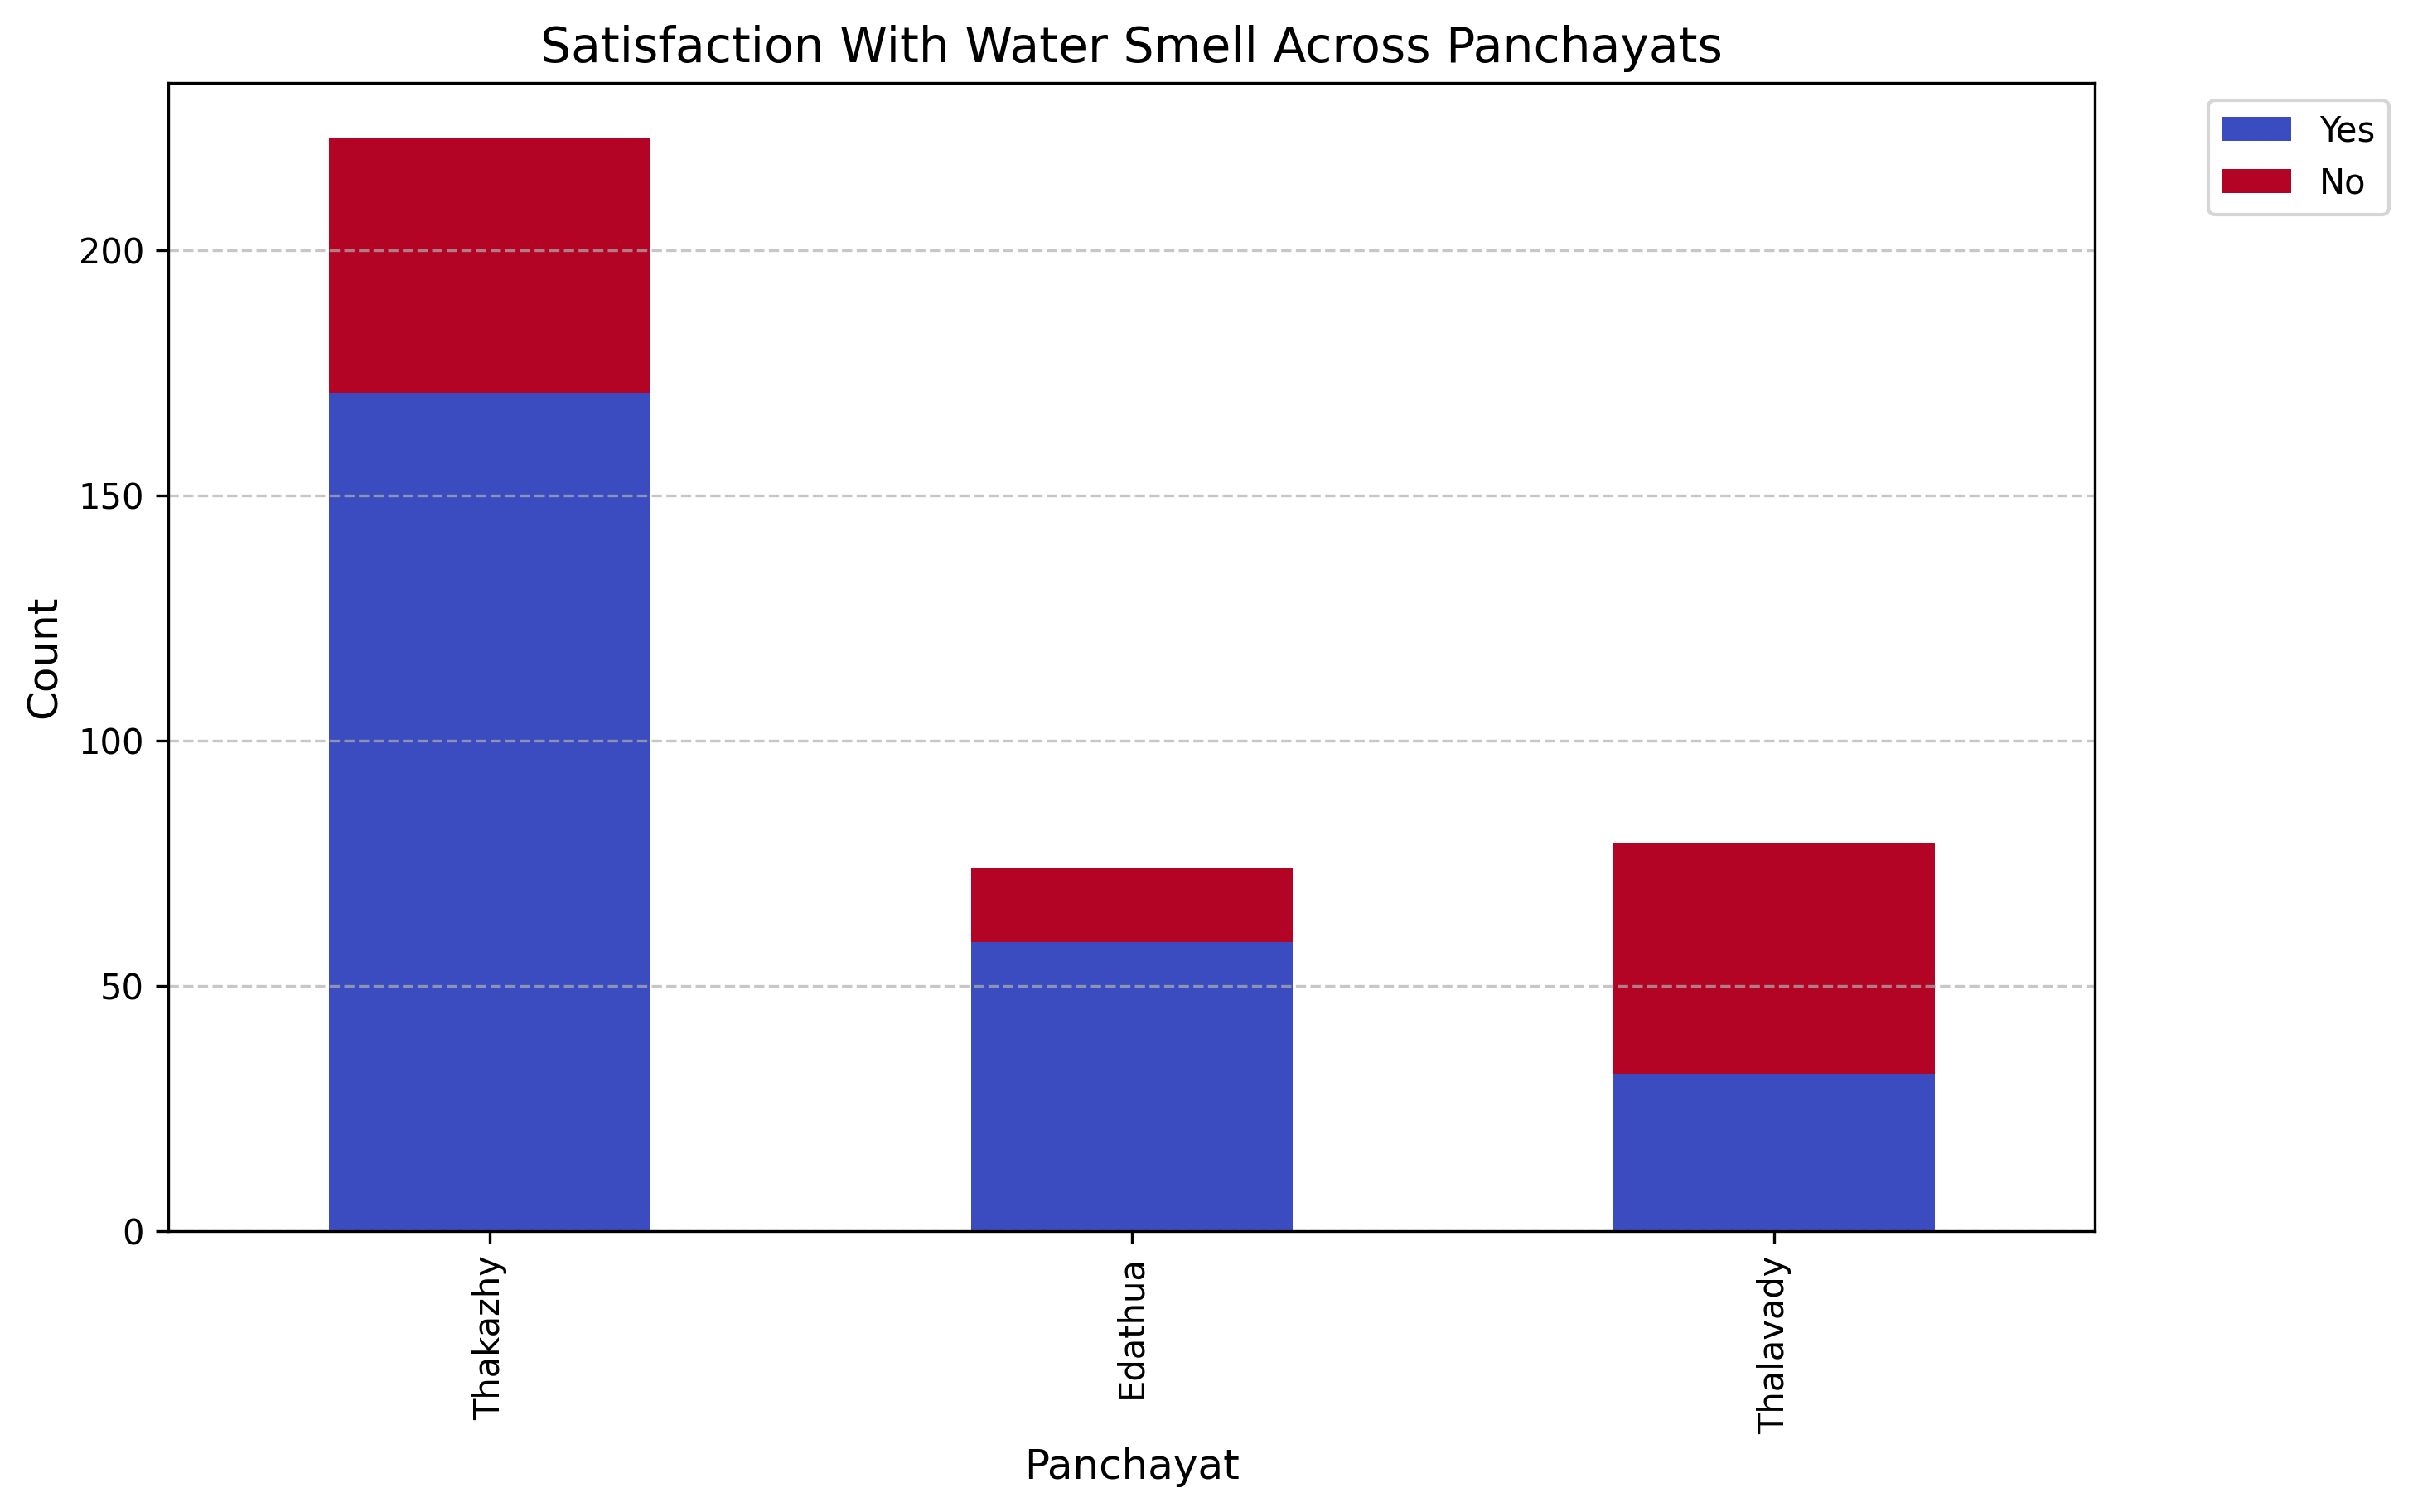 Satisfaction With Water Smell Across Panchayats
Yes
No
200
150
100
50
0
Count
Thakazhy
Edathua
Thalavady
Panchayat